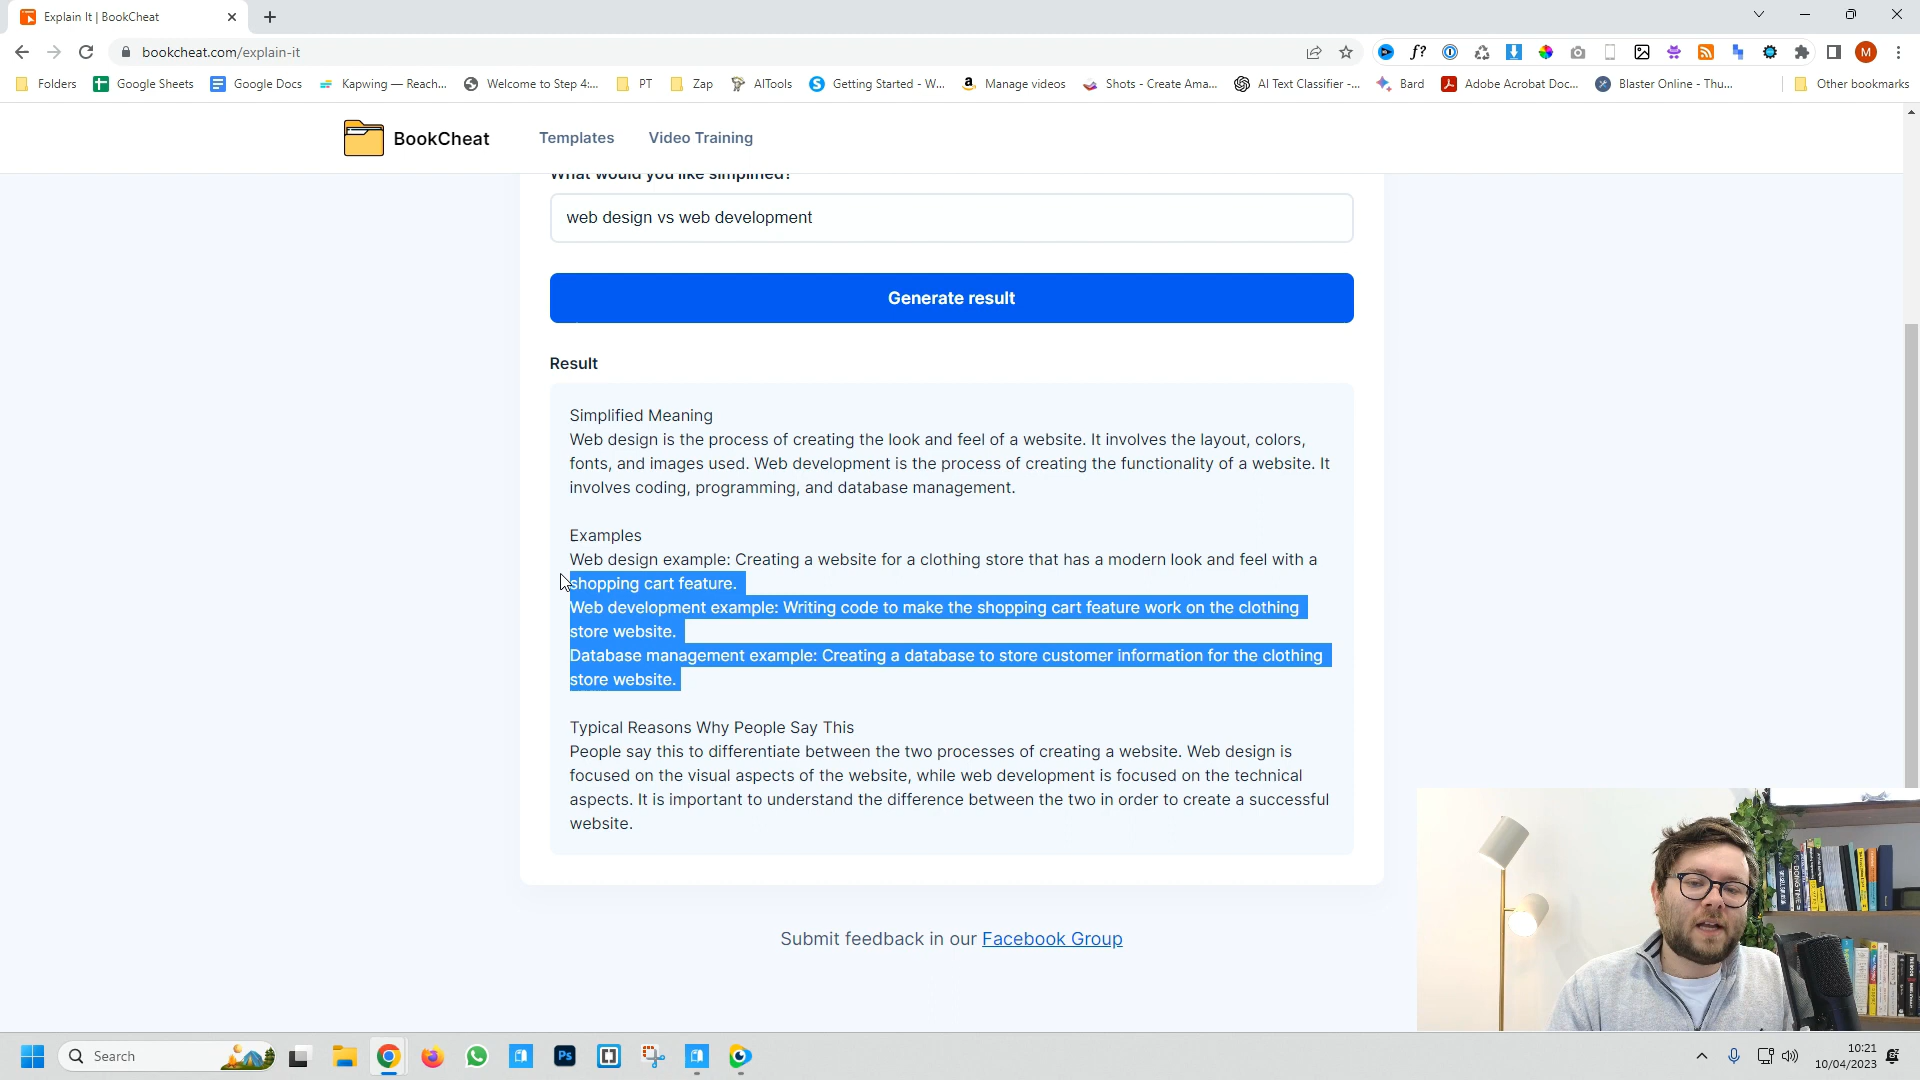 Explain It | BookCheat
bookcheat.com/explain-it
Folders
Google Sheets
Google Docs
Kapwing — Reach...
Welcome to Step 4:...
PT
Zap
AITools
Getting Started - W...
Manage videos
Shots - Create Ama...
AI Text Classifier -...
Bard
Adobe Acrobat Doc...
Blaster Online - Thu...
Other bookmarks
BookCheat
Templates
Video Training
What would you like simplified?
web design vs web development
Generate result
Result
Simplified Meaning
Web design is the process of creating the look and feel of a website. It involves the layout, colors,
fonts, and images used. Web development is the process of creating the functionality of a website. It
involves coding, programming, and database management.
Examples
Web design example: Creating a website for a clothing store that has a modern look and feel with a
shopping cart feature.
Web development example: Writing code to make the shopping cart feature work on the clothing
store website.
Database management example: Creating a database to store customer information for the clothing
store website.
Typical Reasons Why People Say This
People say this to differentiate between the two processes of creating a website. Web design is
focused on the visual aspects of the website, while web development is focused on the technical
aspects. It is important to understand the difference between the two in order to create a successful
website.
Submit feedback in our Facebook Group
Search
Ps
10:21
10/04/2023